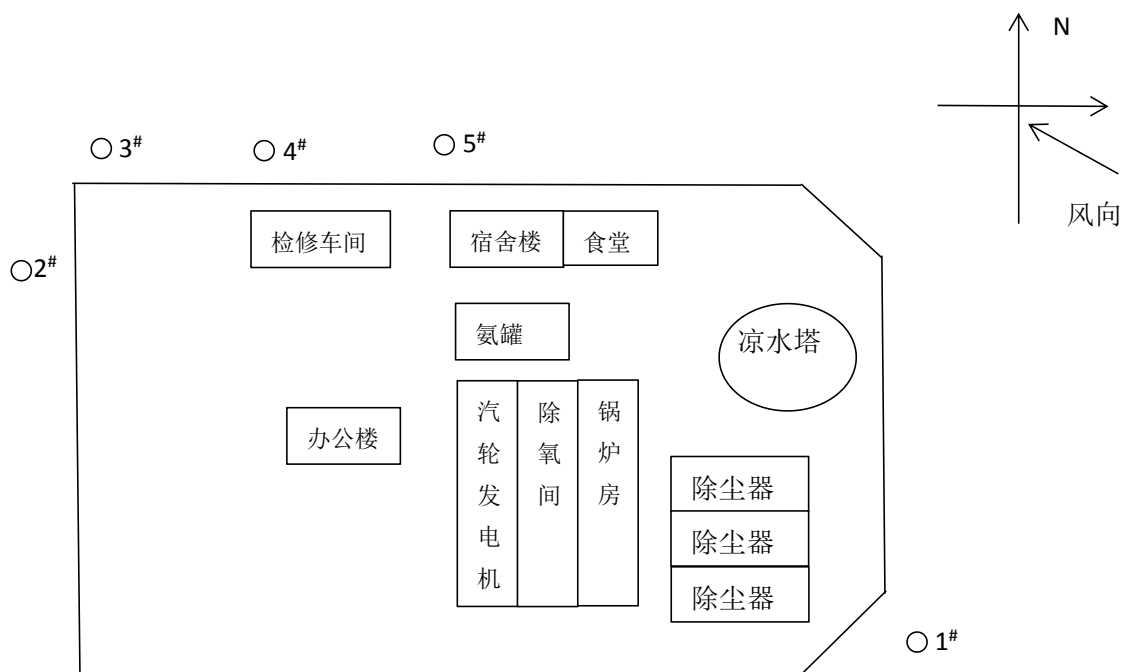 N
风向
3#
4#
5#
2#
检修车间
宿舍楼
食堂
氨罐
凉水塔
办公楼
汽轮发电机
除氧间
锅炉房
除尘器
除尘器
除尘器
1#